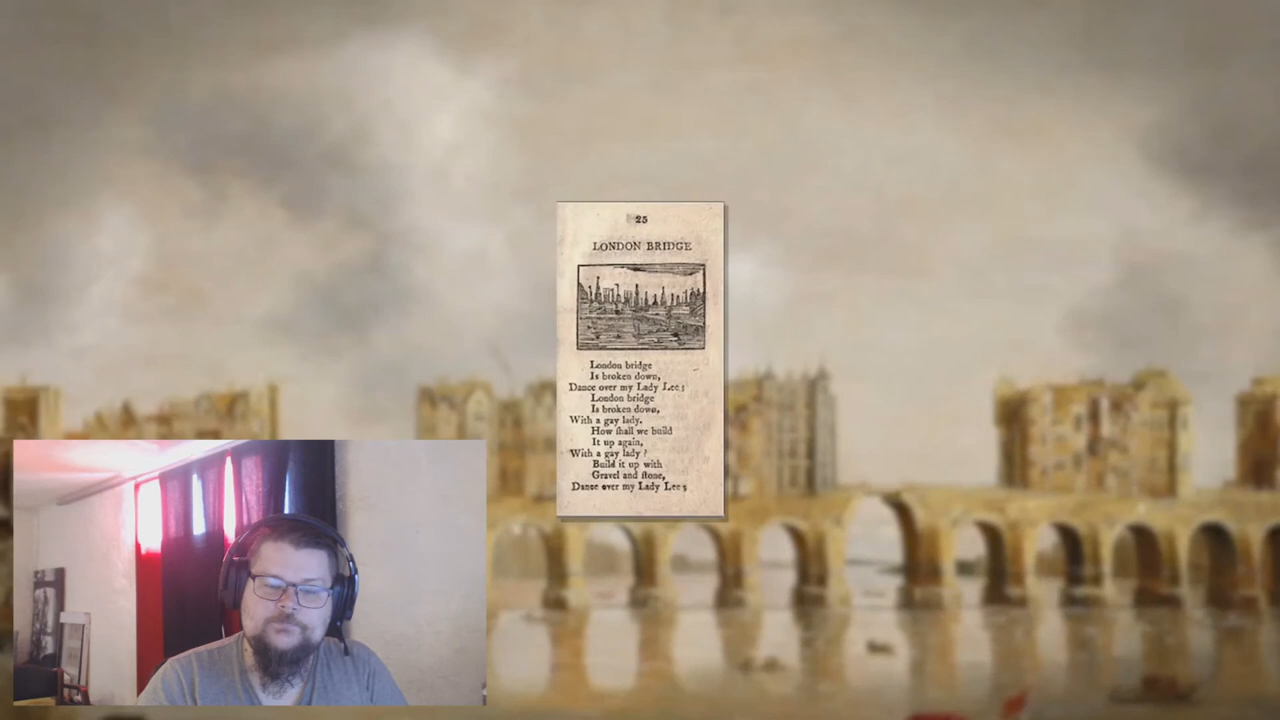 25
LONDON BRIDGE
London bridge
Is broken down,
Dance over my Lady Lee;
London bridge
Is broken down,
With a gay lady.
How ſhall we build
It up again,
With a gay lady?
Build it up with
Gravel and ſtone,
Dance over my Lady Lee;